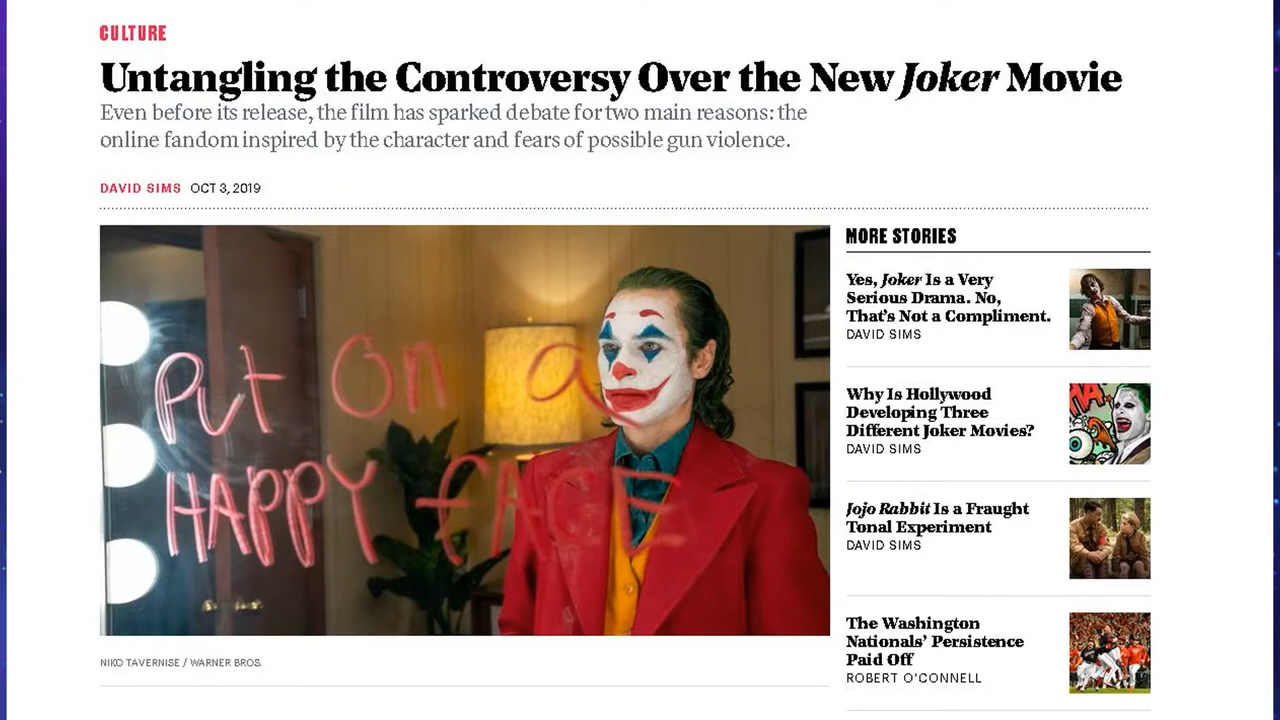 CULTURE
Untangling the Controversy Over the New Joker Movie
Even before its release, the film has sparked debate for two main reasons: the
online fandom inspired by the character and fears of possible gun violence.
DAVID SIMS OCT 3, 2019
Put On a
HAPPY FACE
NIKO TAVERNISE / WARNER BROS.
MORE STORIES
Yes, Joker Is a Very
Serious Drama. No,
That's Not a Compliment.
DAVID SIMS
Why Is Hollywood
Developing Three
Different Joker Movies?
DAVID SIMS
Jojo Rabbit Is a Fraught
Tonal Experiment
DAVID SIMS
The Washington
Nationals' Persistence
Paid Off
ROBERT O'CONNELL